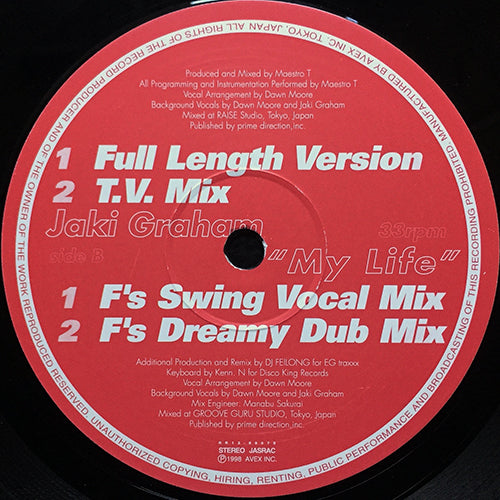 MANUFACTURED BY AVEX INC. TOKYO, JAPAN ALL RIGHTS OF THE RECORD PRODUCER AND OF THE OWNER OF THE WORK REPRODUCED RESERVED. UNAUTHORIZED COPYING, HIRING, RENTING, PUBLIC PERFORMANCE AND BROADCASTING OF THIS RECORDING PROHIBITED.
Produced and Mixed by Maestro T
All Programming and Instrumentation Performed by Maestro T
Vocal Arrangement by Dawn Moore
Background Vocals by Dawn Moore and Jaki Graham
Mixed at RAISE Studio, Tokyo, Japan
Published by prime direction,inc.
1 Full Length Version
2 T.V. Mix
Jaki Graham 33rpm
side B "My Life"
1 F's Swing Vocal Mix
2 F's Dreamy Dub Mix
Additional Production and Remix by DJ FEILONG for EG traxxx
Keyboard by Kenn. N for Disco King Records
Vocal Arrangement by Dawn Moore
Background Vocals by Dawn Moore and Jaki Graham
Mix Engineer: Manabu Sakurai
Mixed at GROOVE GURU STUDIO, Tokyo, Japan
Published by prime direction,inc.
STEREO JASRAC
Ⓟ1998 AVEX INC.